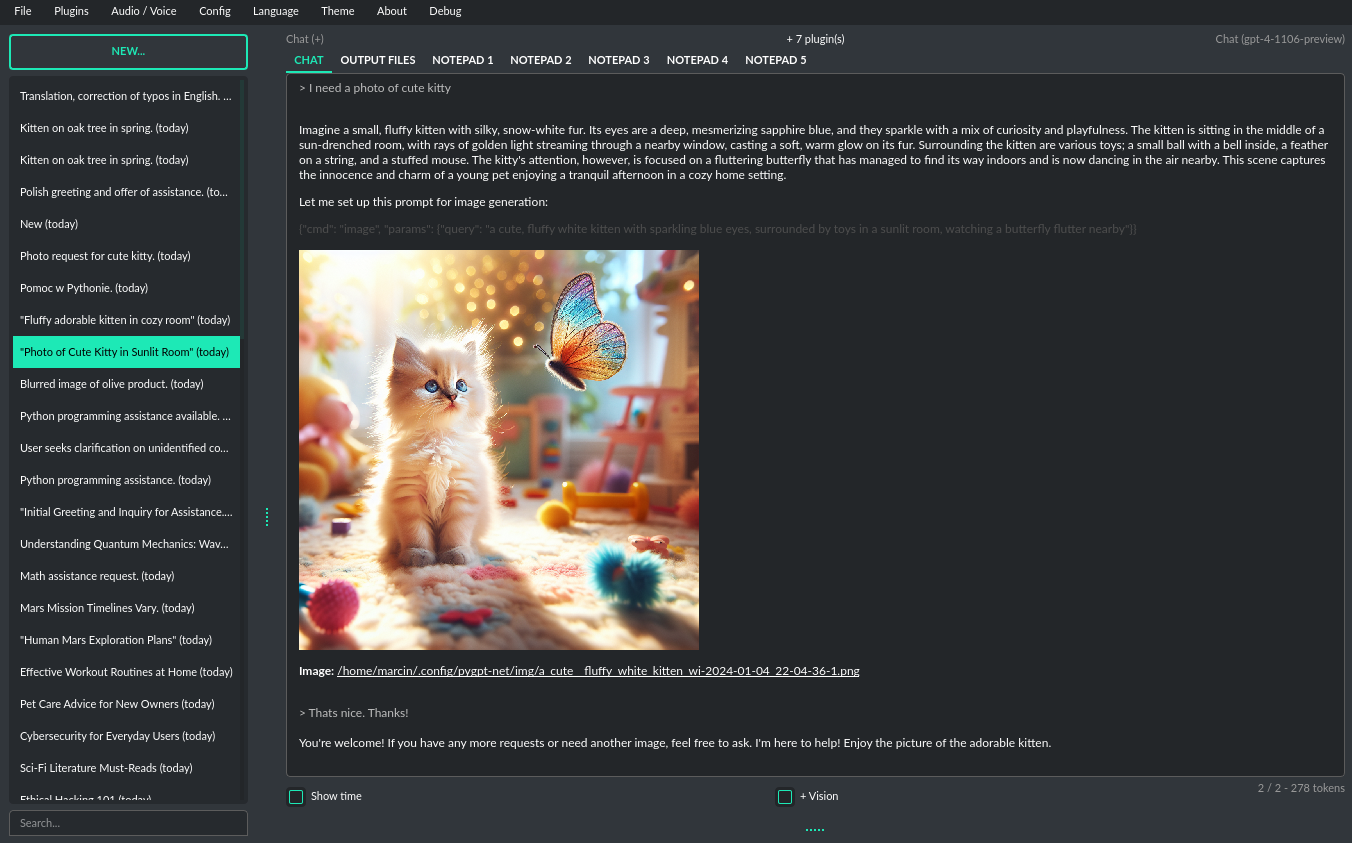 File Plugins Audio / Voice Config Language Theme About Debug
NEW...
Translation, correction of typos in English. ...
Kitten on oak tree in spring. (today)
Kitten on oak tree in spring. (today)
Polish greeting and offer of assistance. (to...
New (today)
Photo request for cute kitty. (today)
Pomoc w Pythonie. (today)
"Fluffy adorable kitten in cozy room" (today)
"Photo of Cute Kitty in Sunlit Room" (today)
Blurred image of olive product. (today)
Python programming assistance available. ...
User seeks clarification on unidentified co...
Python programming assistance. (today)
"Initial Greeting and Inquiry for Assistance....
Understanding Quantum Mechanics: Wav...
Math assistance request. (today)
Mars Mission Timelines Vary. (today)
"Human Mars Exploration Plans" (today)
Effective Workout Routines at Home (today)
Pet Care Advice for New Owners (today)
Cybersecurity for Everyday Users (today)
Sci-Fi Literature Must-Reads (today)
Ethical Hacking 101 (today)
Search...
Chat (+) + 7 plugin(s) Chat (gpt-4-1106-preview)
CHAT OUTPUT FILES NOTEPAD 1 NOTEPAD 2 NOTEPAD 3 NOTEPAD 4 NOTEPAD 5
> I need a photo of cute kitty
Imagine a small, fluffy kitten with silky, snow-white fur. Its eyes are a deep, mesmerizing sapphire blue, and they sparkle with a mix of curiosity and playfulness. The kitten is sitting in the middle of a
sun-drenched room, with rays of golden light streaming through a nearby window, casting a soft, warm glow on its fur. Surrounding the kitten are various toys; a small ball with a bell inside, a feather
on a string, and a stuffed mouse. The kitty's attention, however, is focused on a fluttering butterfly that has managed to find its way indoors and is now dancing in the air nearby. This scene captures
the innocence and charm of a young pet enjoying a tranquil afternoon in a cozy home setting.
Let me set up this prompt for image generation:
{"cmd": "image", "params": {"query": "a cute, fluffy white kitten with sparkling blue eyes, surrounded by toys in a sunlit room, watching a butterfly flutter nearby"}}
Image: /home/marcin/.config/pygpt-net/img/a_cute__fluffy_white_kitten_wi-2024-01-04_22-04-36-1.png
> Thats nice. Thanks!
You're welcome! If you have any more requests or need another image, feel free to ask. I'm here to help! Enjoy the picture of the adorable kitten.
Show time + Vision 2 / 2 - 278 tokens